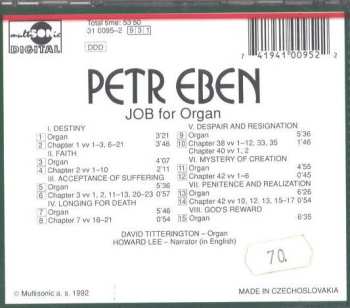 multiSONic
DIGITAL
Total time: 53'50
31 0095-2 931
DDD
7 41941 00952 2
PETR EBEN
JOB for Organ
I. DESTINY
1 Organ 3'21
2 Chapter 1 vv 1–3, 6–21 3'46
II. FAITH
3 Organ 4'07
4 Chapter 2 vv 1–10 2'11
III. ACCEPTANCE OF SUFFERING
5 Organ 5'36
6 Chapter 3 vv 1, 2, 11–13, 20–23 0'57
IV. LONGING FOR DEATH
7 Organ 5'46
8 Chapter 7 vv 16–21 0'54
V. DESPAIR AND RESIGNATION
9 Organ 5'36
10 Chapter 38 vv 1–12, 33, 35
Chapter 40 vv 1, 2 1'46
VI. MYSTERY OF CREATION
11 Organ 4'55
12 Chapter 42 vv 1–6 0'45
VII. PENITENCE AND REALIZATION
13 Organ 6'26
14 Chapter 42 vv 10, 12, 13, 15–17 0'54
VIII. GOD'S REWARD
15 Organ 6'35
DAVID TITTERINGTON – Organ
HOWARD LEE – Narrator (in English)
70.
℗ Multisonic a. s. 1992
MADE IN CZECHOSLOVAKIA